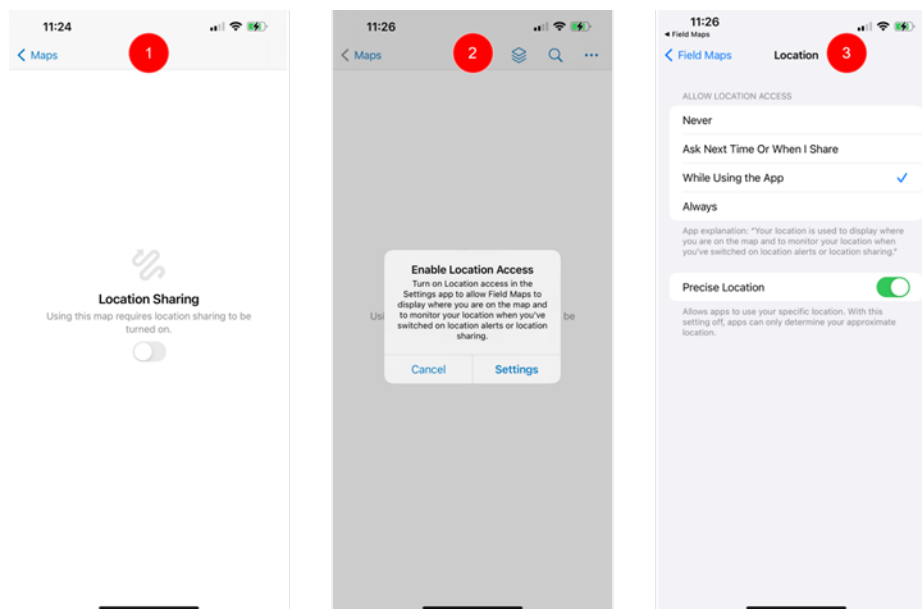 11:24
Maps
1
Location Sharing
Using this map requires location sharing to be
turned on.
11:26
Maps
2
Enable Location Access
Turn on Location access in the
Settings app to allow Field Maps to
display where you are on the map and
to monitor your location when you've
switched on location alerts or location
sharing.
Usi
be
Cancel
Settings
11:26
Field Maps
Field Maps
Location
3
ALLOW LOCATION ACCESS
Never
Ask Next Time Or When I Share
While Using the App
Always
App explanation: "Your location is used to display where
you are on the map and to monitor your location when
you've switched on location alerts or location sharing."
Precise Location
Allows apps to use your specific location. With this
setting off, apps can only determine your approximate
location.